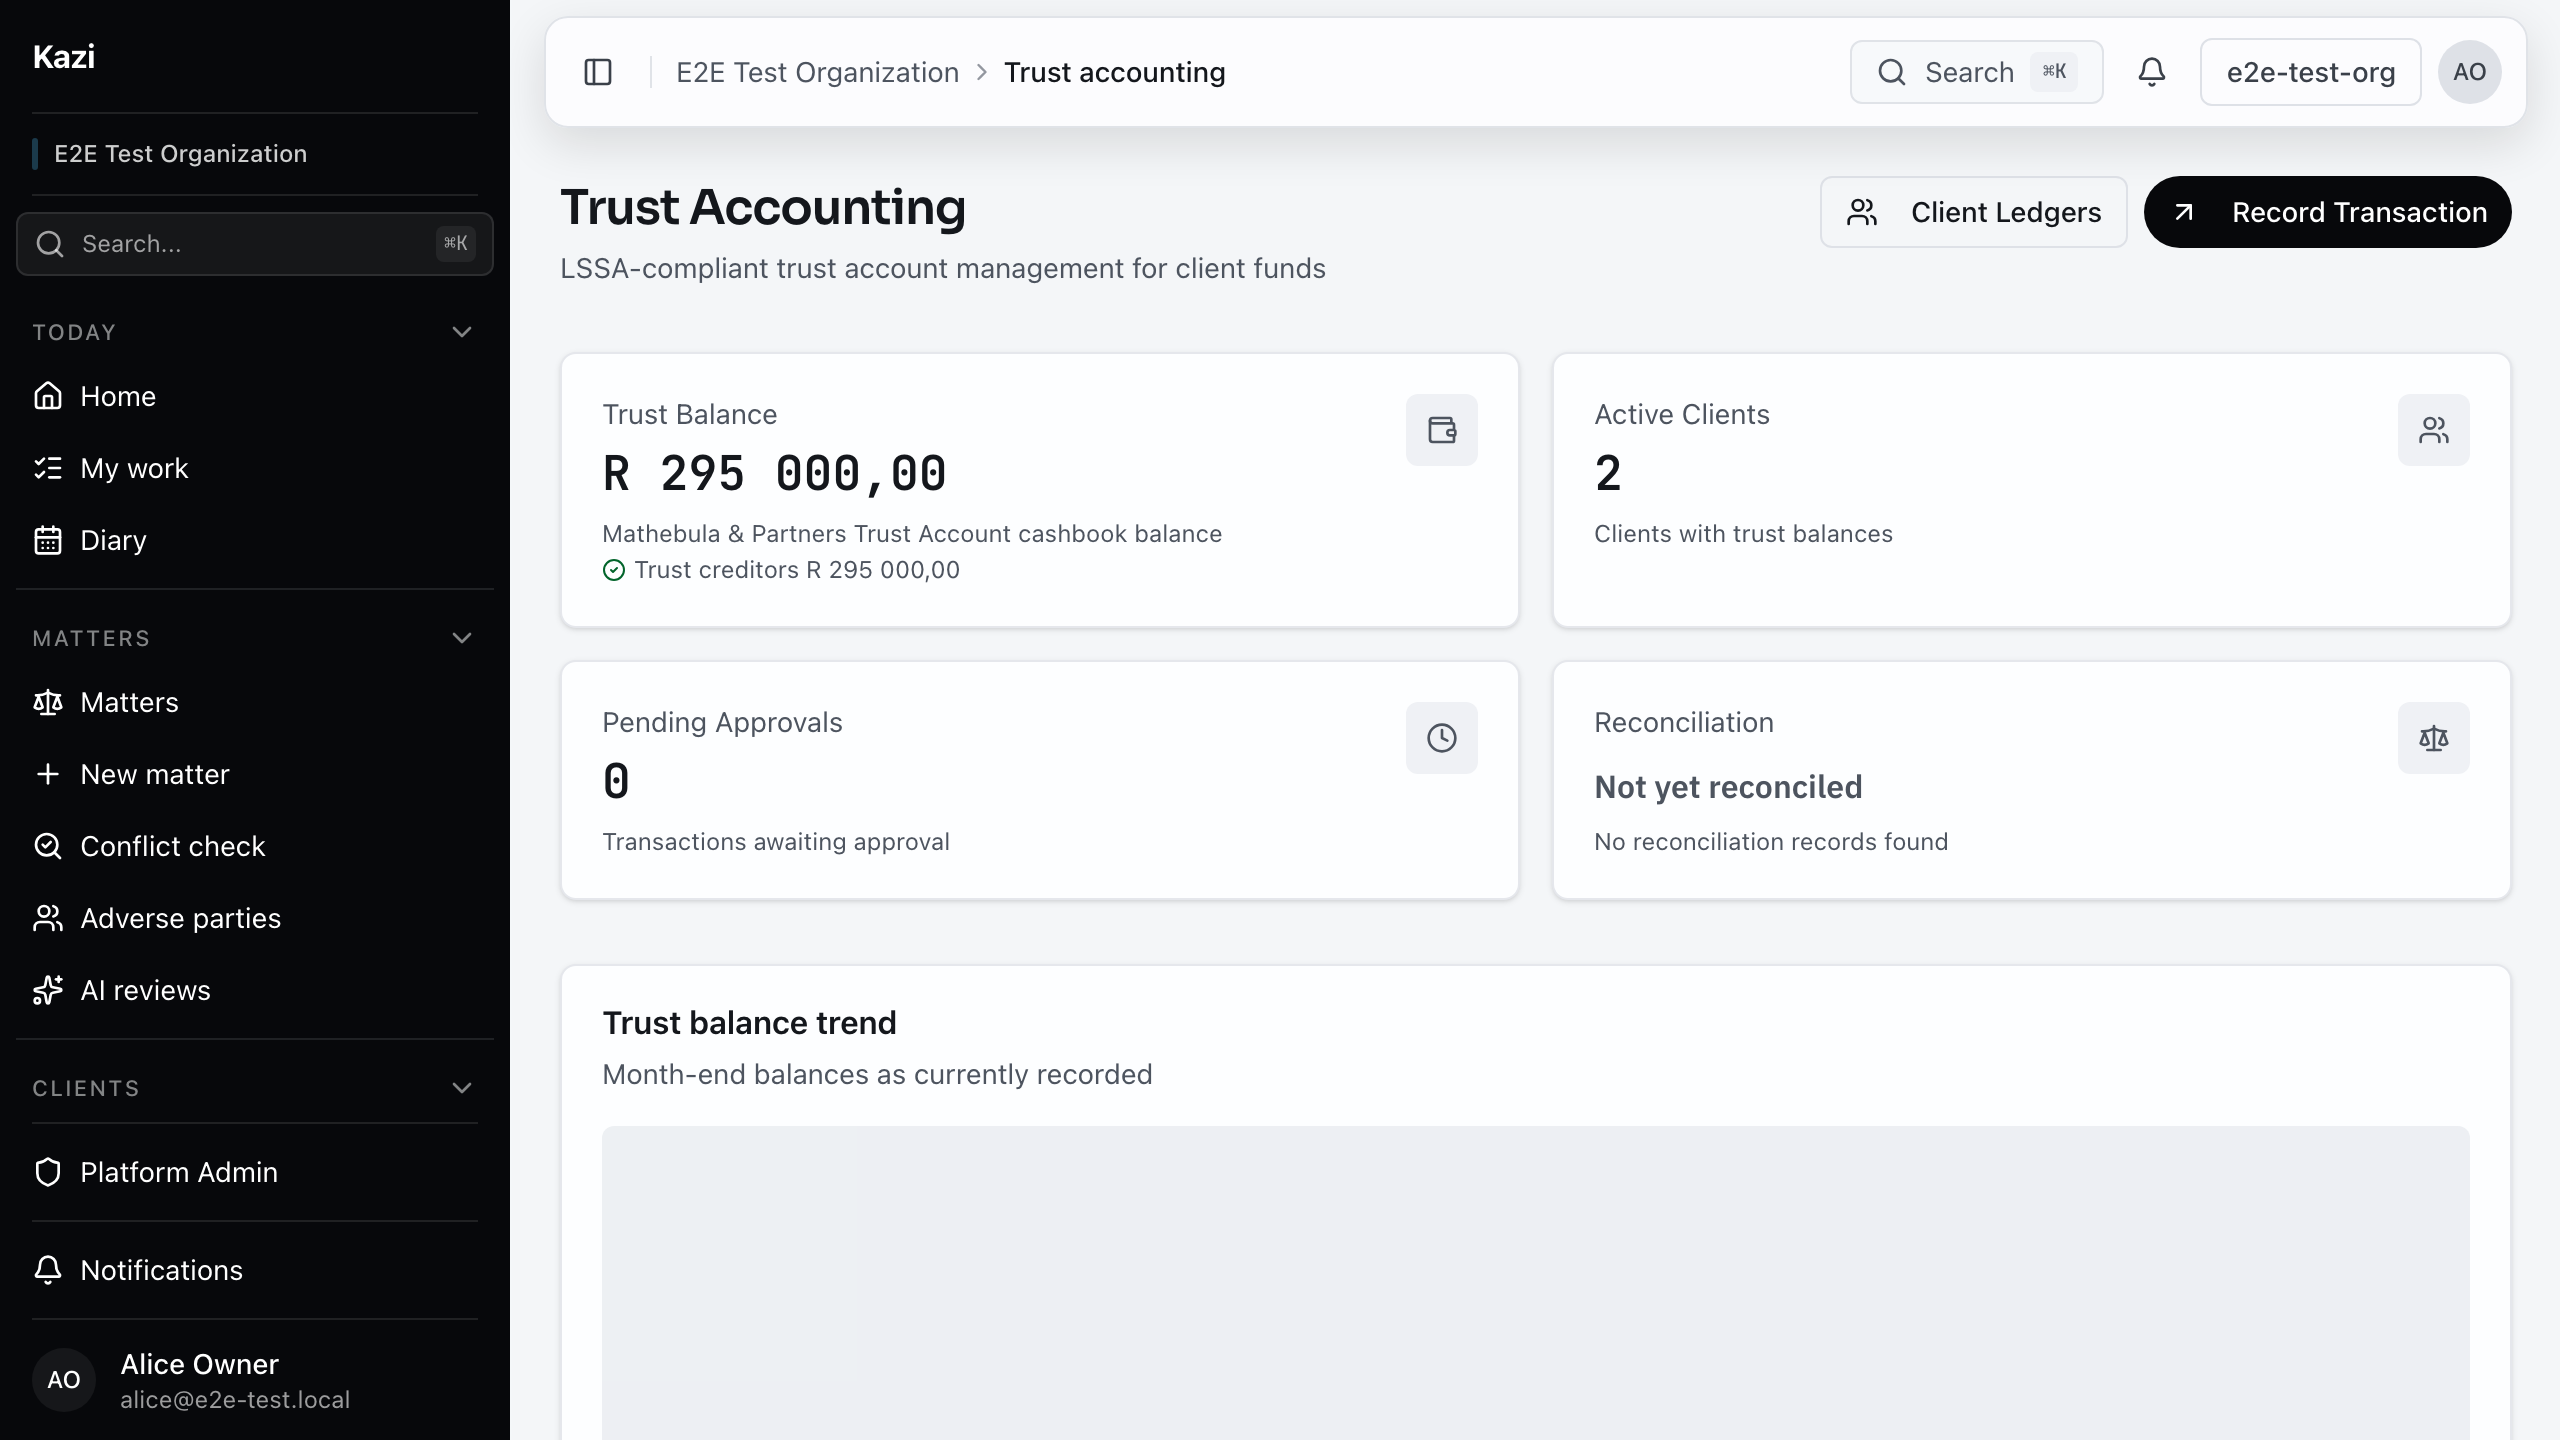 Kazi
E2E Test Organization
Search...
⌘K
TODAY
Home
My work
Diary
MATTERS
Matters
New matter
Conflict check
Adverse parties
AI reviews
CLIENTS
Platform Admin
Notifications
AO
Alice Owner
alice@e2e-test.local
E2E Test Organization > Trust accounting
Search ⌘K
e2e-test-org
AO
Trust Accounting
LSSA-compliant trust account management for client funds
Client Ledgers
Record Transaction
Trust Balance
R 295 000,00
Mathebula & Partners Trust Account cashbook balance
Trust creditors R 295 000,00
Active Clients
2
Clients with trust balances
Pending Approvals
0
Transactions awaiting approval
Reconciliation
Not yet reconciled
No reconciliation records found
Trust balance trend
Month-end balances as currently recorded